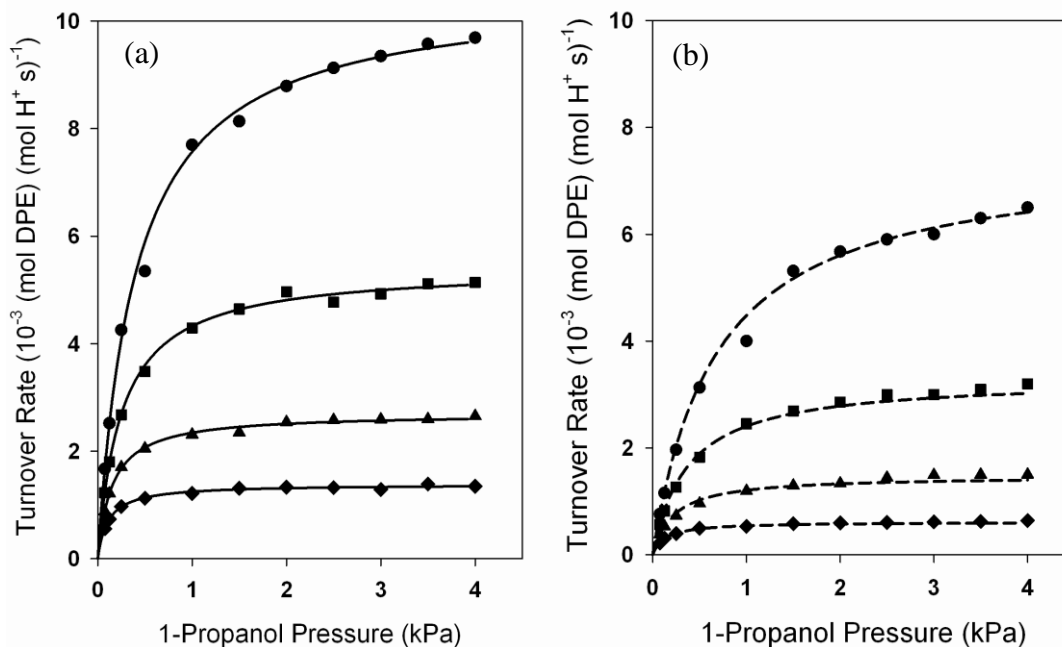 (a)
Turnover Rate (10⁻³ (mol DPE) (mol H⁺ s)⁻¹)
10
8
6
4
2
0
0 1 2 3 4
1-Propanol Pressure (kPa)
(b)
Turnover Rate (10⁻³ (mol DPE) (mol H⁺ s)⁻¹)
10
8
6
4
2
0
0 1 2 3 4
1-Propanol Pressure (kPa)